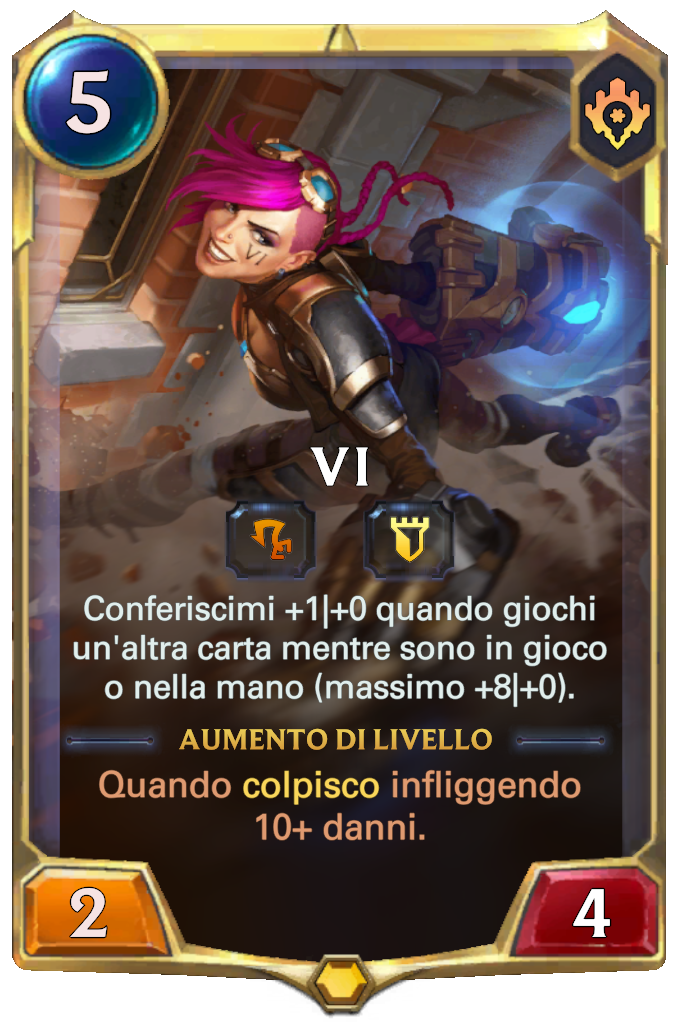 5
VI
VI
Conferiscimi +1|+0 quando giochi
un'altra carta mentre sono in gioco
o nella mano (massimo +8|+0).
AUMENTO DI LIVELLO
Quando colpisco infliggendo
10+ danni.
2
4